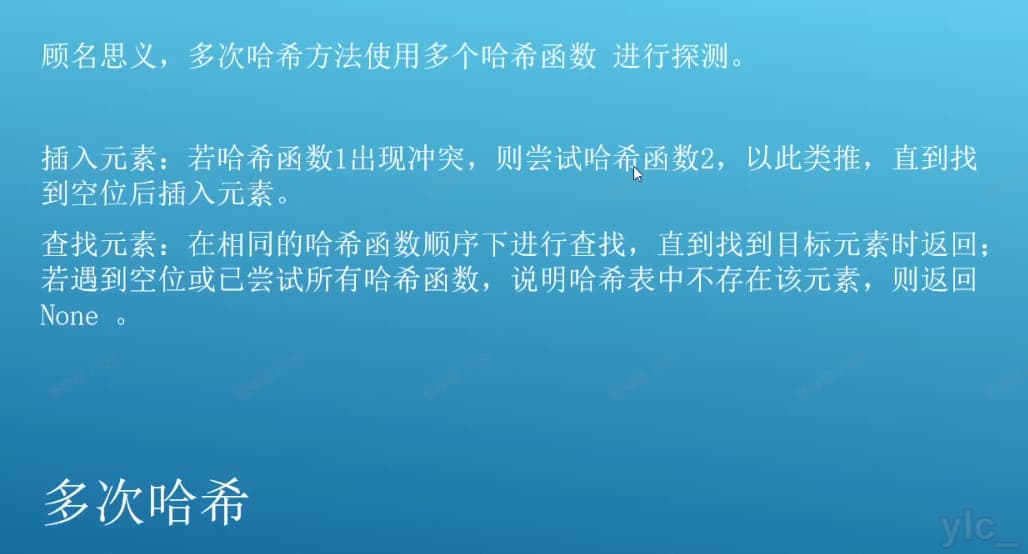 顾名思义，多次哈希方法使用多个哈希函数 进行探测。
插入元素：若哈希函数1出现冲突，则尝试哈希函数2，以此类推，直到找
到空位后插入元素。
查找元素：在相同的哈希函数顺序下进行查找，直到找到目标元素时返回；
若遇到空位或已尝试所有哈希函数，说明哈希表中不存在该元素，则返回
None 。
多次哈希
ylc_